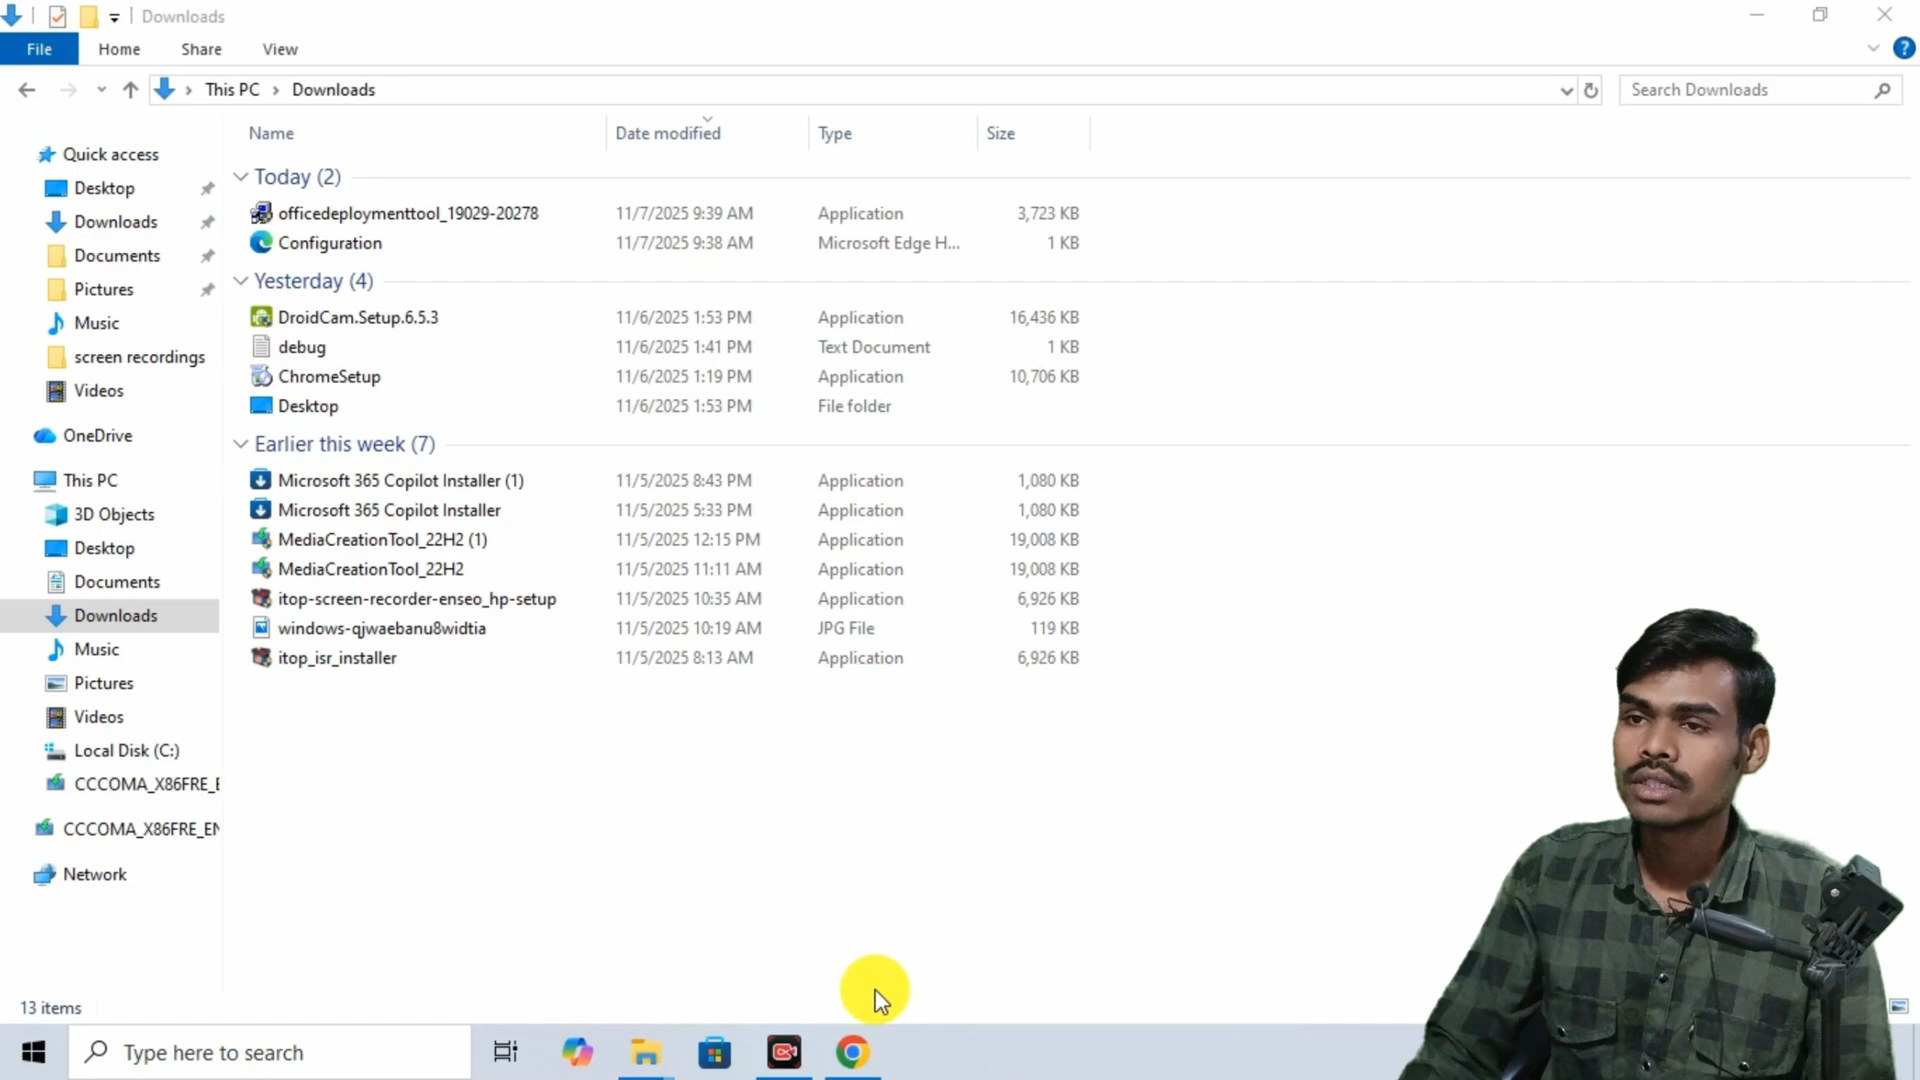 Downloads
File Home Share View
This PC > Downloads
Search Downloads
Name Date modified Type Size
Quick access
Desktop
Downloads
Documents
Pictures
Music
screen recordings
Videos
OneDrive
This PC
3D Objects
Desktop
Documents
Downloads
Music
Pictures
Videos
Local Disk (C:)
CCCOMA_X86FRE_E
CCCOMA_X86FRE_EN
Network
Today (2)
officedeploymenttool_19029-20278 11/7/2025 9:39 AM Application 3,723 KB
Configuration 11/7/2025 9:38 AM Microsoft Edge H... 1 KB
Yesterday (4)
DroidCam.Setup.6.5.3 11/6/2025 1:53 PM Application 16,436 KB
debug 11/6/2025 1:41 PM Text Document 1 KB
ChromeSetup 11/6/2025 1:19 PM Application 10,706 KB
Desktop 11/6/2025 1:53 PM File folder
Earlier this week (7)
Microsoft 365 Copilot Installer (1) 11/5/2025 8:43 PM Application 1,080 KB
Microsoft 365 Copilot Installer 11/5/2025 5:33 PM Application 1,080 KB
MediaCreationTool_22H2 (1) 11/5/2025 12:15 PM Application 19,008 KB
MediaCreationTool_22H2 11/5/2025 11:11 AM Application 19,008 KB
itop-screen-recorder-enseo_hp-setup 11/5/2025 10:35 AM Application 6,926 KB
windows-qjwaebanu8widtia 11/5/2025 10:19 AM JPG File 119 KB
itop_isr_installer 11/5/2025 8:13 AM Application 6,926 KB
13 items
Type here to search